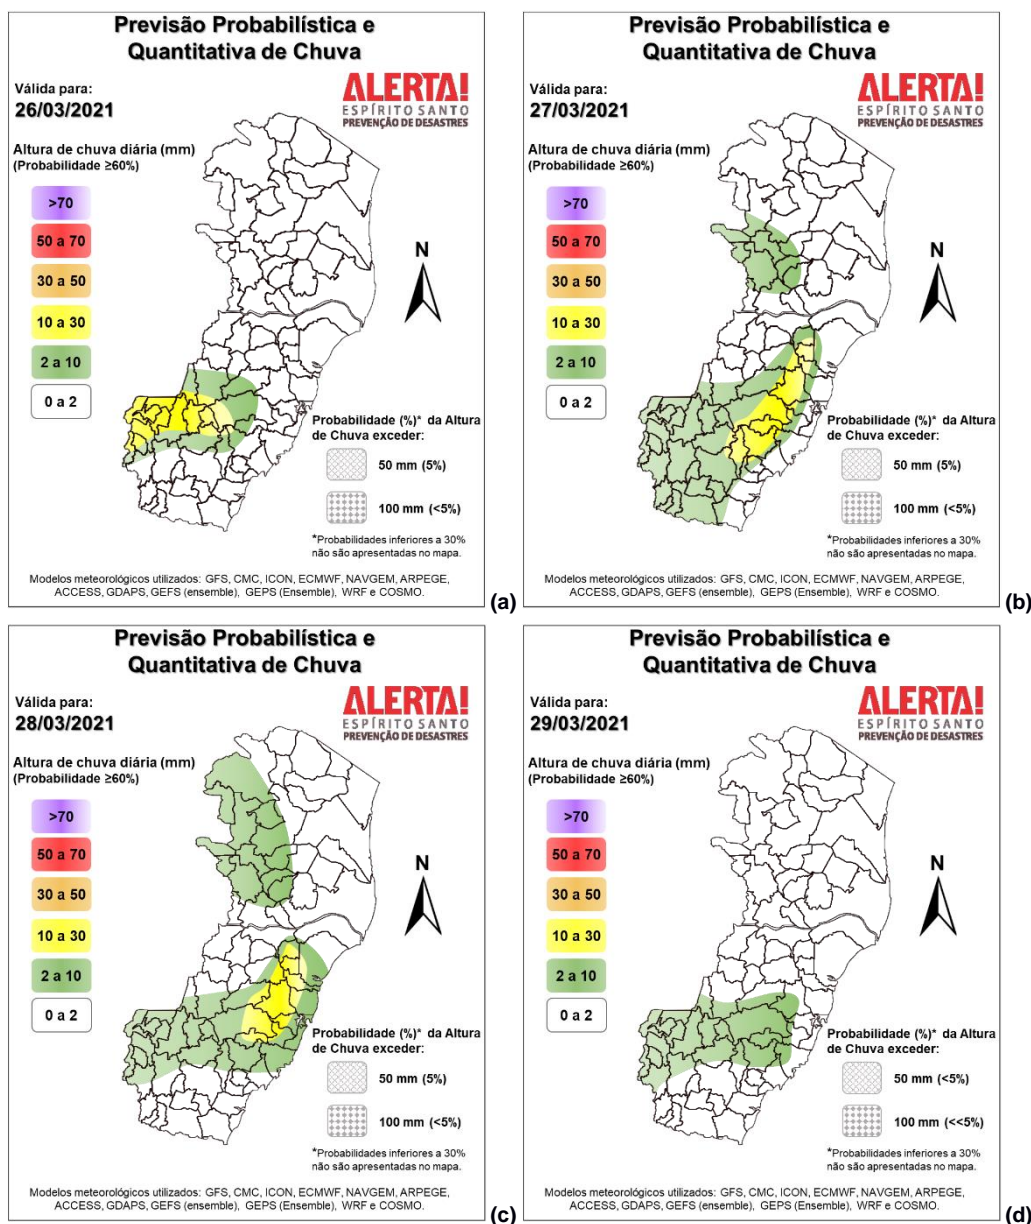 Previsão Probabilística e
Quantitativa de Chuva
Válida para:
26/03/2021
ALERTA!
ESPÍRITO SANTO
PREVENÇÃO DE DESASTRES
Altura de chuva diária (mm)
(Probabilidade ≥60%)
>70
50 a 70
30 a 50
10 a 30
2 a 10
0 a 2
N
Probabilidade (%)* da Altura
de Chuva exceder:
50 mm (5%)
100 mm (<5%)
*Probabilidades inferiores a 30%
não são apresentadas no mapa.
Modelos meteorológicos utilizados: GFS, CMC, ICON, ECMWF, NAVGEM, ARPEGE,
ACCESS, GDAPS, GEFS (ensemble), GEPS (Ensemble), WRF e COSMO.
(a)
Previsão Probabilística e
Quantitativa de Chuva
Válida para:
27/03/2021
ALERTA!
ESPÍRITO SANTO
PREVENÇÃO DE DESASTRES
Altura de chuva diária (mm)
(Probabilidade ≥60%)
>70
50 a 70
30 a 50
10 a 30
2 a 10
0 a 2
N
Probabilidade (%)* da Altura
de Chuva exceder:
50 mm (5%)
100 mm (<5%)
*Probabilidades inferiores a 30%
não são apresentadas no mapa.
Modelos meteorológicos utilizados: GFS, CMC, ICON, ECMWF, NAVGEM, ARPEGE,
ACCESS, GDAPS, GEFS (ensemble), GEPS (Ensemble), WRF e COSMO.
(b)
Previsão Probabilística e
Quantitativa de Chuva
Válida para:
28/03/2021
ALERTA!
ESPÍRITO SANTO
PREVENÇÃO DE DESASTRES
Altura de chuva diária (mm)
(Probabilidade ≥60%)
>70
50 a 70
30 a 50
10 a 30
2 a 10
0 a 2
N
Probabilidade (%)* da Altura
de Chuva exceder:
50 mm (5%)
100 mm (<5%)
*Probabilidades inferiores a 30%
não são apresentadas no mapa.
Modelos meteorológicos utilizados: GFS, CMC, ICON, ECMWF, NAVGEM, ARPEGE,
ACCESS, GDAPS, GEFS (ensemble), GEPS (Ensemble), WRF e COSMO.
(c)
Previsão Probabilística e
Quantitativa de Chuva
Válida para:
29/03/2021
ALERTA!
ESPÍRITO SANTO
PREVENÇÃO DE DESASTRES
Altura de chuva diária (mm)
(Probabilidade ≥60%)
>70
50 a 70
30 a 50
10 a 30
2 a 10
0 a 2
N
Probabilidade (%)* da Altura
de Chuva exceder:
50 mm (<5%)
100 mm (<<5%)
*Probabilidades inferiores a 30%
não são apresentadas no mapa.
Modelos meteorológicos utilizados: GFS, CMC, ICON, ECMWF, NAVGEM, ARPEGE,
ACCESS, GDAPS, GEFS (ensemble), GEPS (Ensemble), WRF e COSMO.
(d)